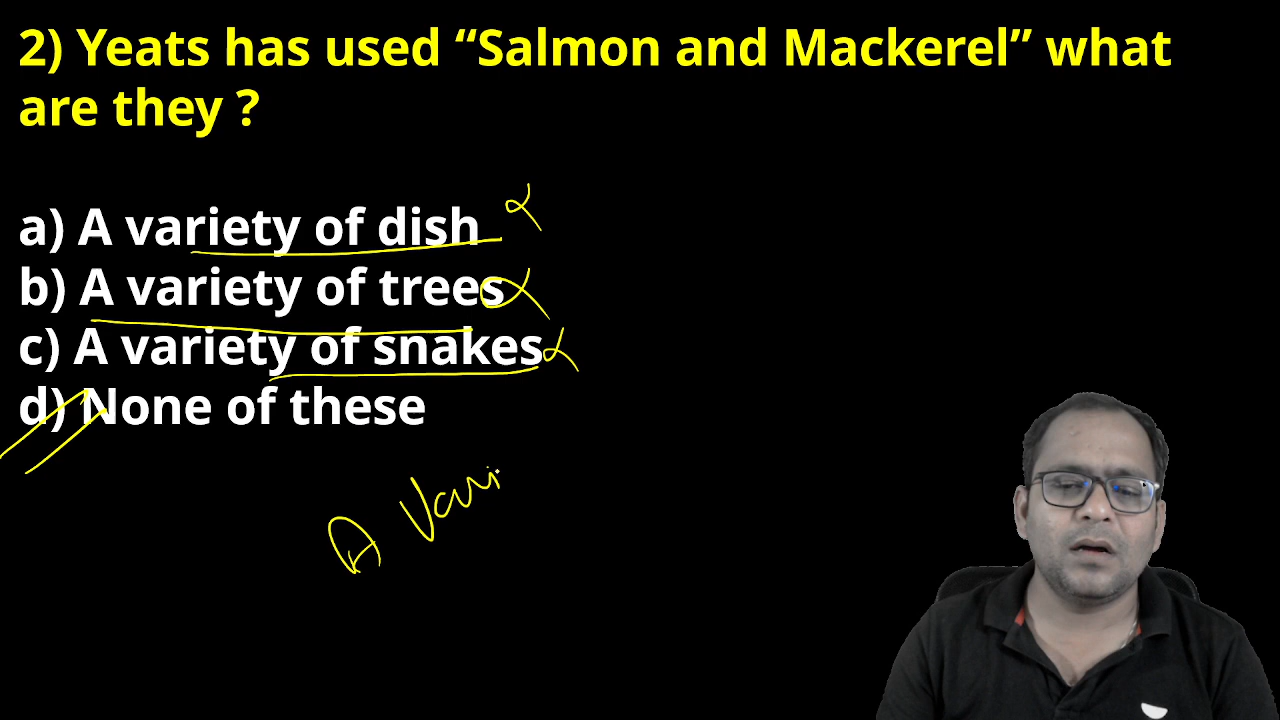 2) Yeats has used “Salmon and Mackerel” what
are they ?
a) A variety of dish
b) A variety of trees
c) A variety of snakes
d) None of these
A Vari